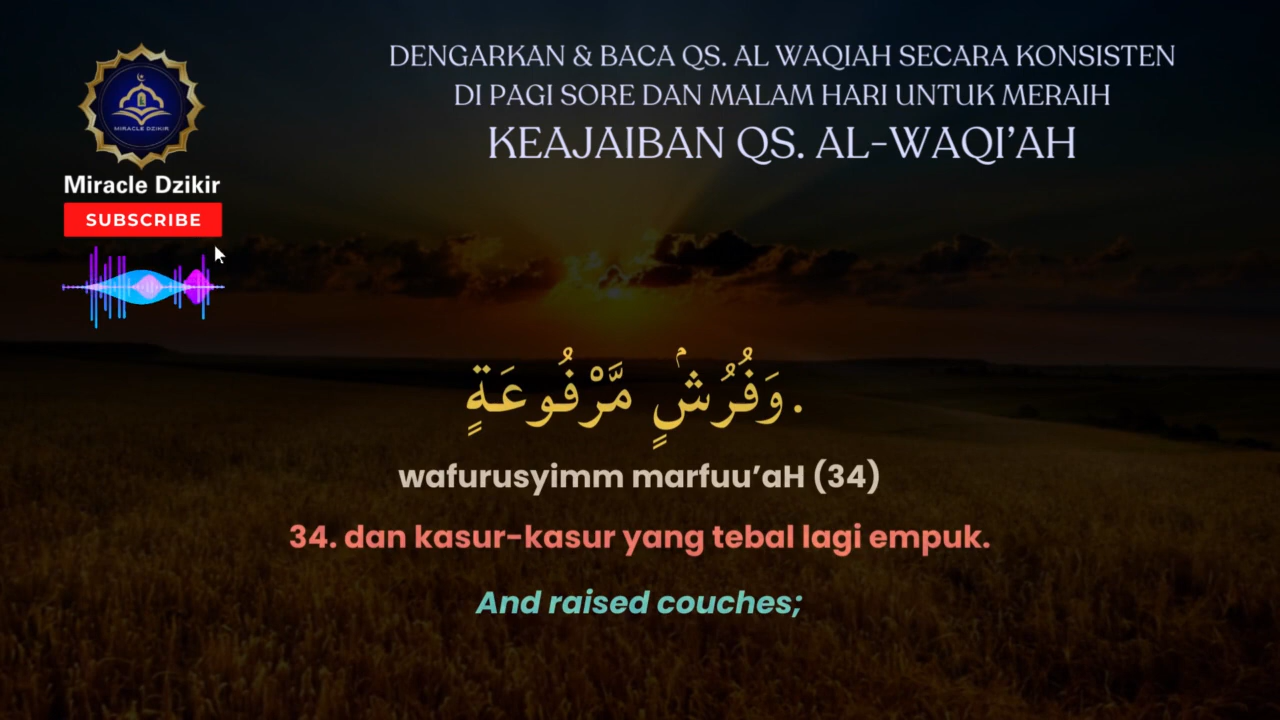 DENGARKAN & BACA QS. AL WAQIAH SECARA KONSISTEN
DI PAGI SORE DAN MALAM HARI UNTUK MERAIH
KEAJAIBAN QS. AL-WAQI’AH
MIRACLE DZIKIR
Miracle Dzikir
SUBSCRIBE
.وَفُرُشٍۢ مَّرْفُوعَةٍ
wafurusyimm marfuu’aH (34)
34. dan kasur-kasur yang tebal lagi empuk.
And raised couches;